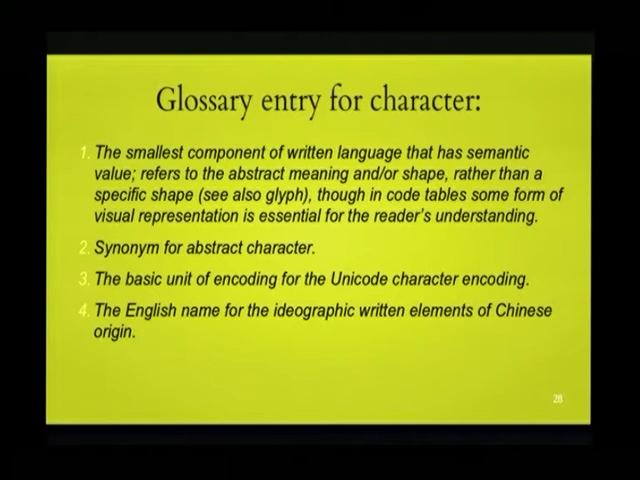 Glossary entry for character:
1. The smallest component of written language that has semantic
value; refers to the abstract meaning and/or shape, rather than a
specific shape (see also glyph), though in code tables some form of
visual representation is essential for the reader's understanding.
2. Synonym for abstract character.
3. The basic unit of encoding for the Unicode character encoding.
4. The English name for the ideographic written elements of Chinese
origin.
28